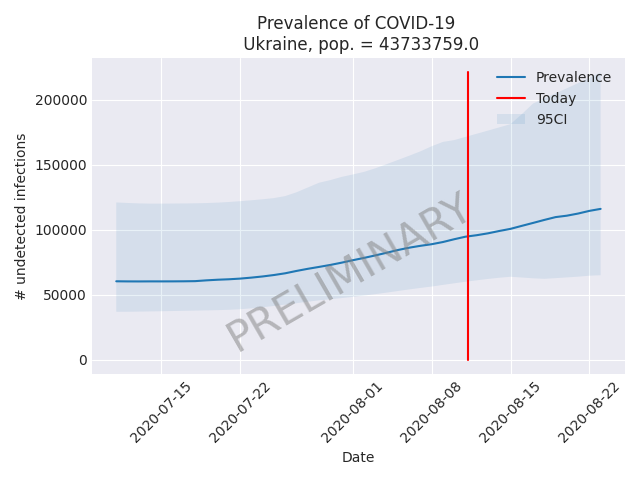 Prevalence of COVID-19
Ukraine, pop. = 43733759.0
# undetected infections
200000
150000
100000
50000
0
Prevalence
Today
95CI
PRELIMINARY
2020-07-15
2020-07-22
2020-08-01
2020-08-08
2020-08-15
2020-08-22
Date